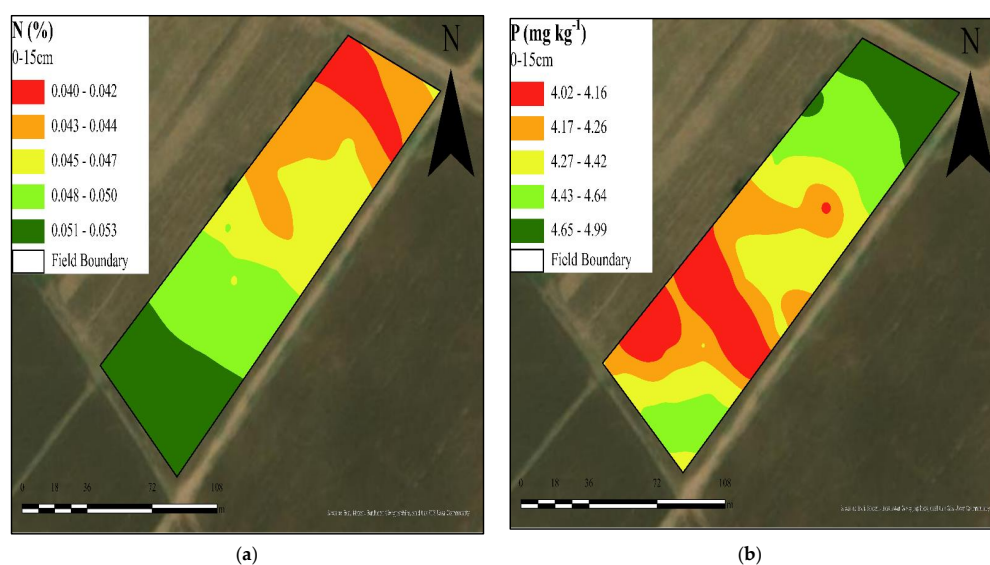 N (%)
0-15cm
0.040 - 0.042
0.043 - 0.044
0.045 - 0.047
0.048 - 0.050
0.051 - 0.053
Field Boundary
N
0 18 36 72 108
(a)
P (mg kg⁻¹)
0-15cm
4.02 - 4.16
4.17 - 4.26
4.27 - 4.42
4.43 - 4.64
4.65 - 4.99
Field Boundary
N
0 18 36 72 108
(b)